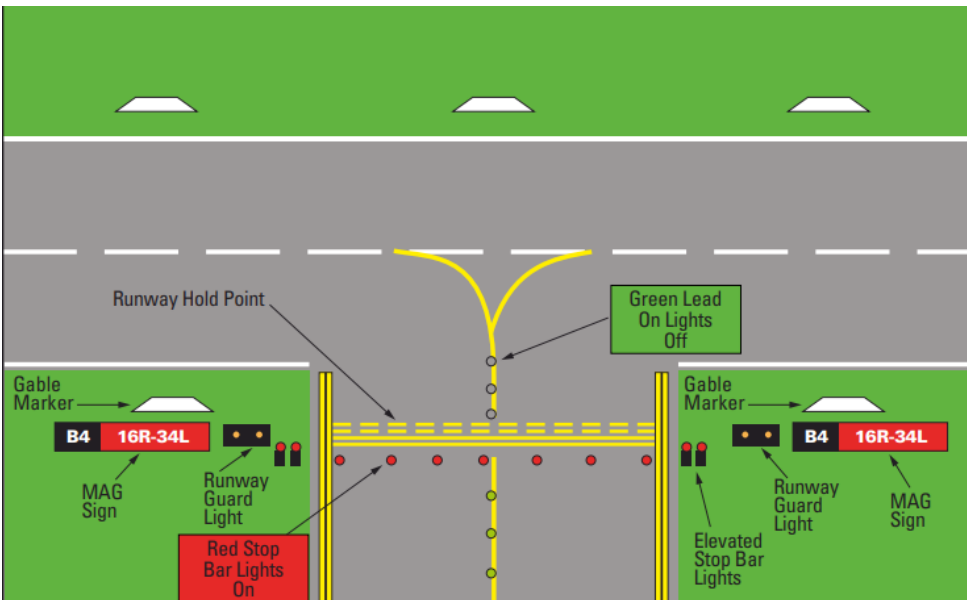 Runway Hold Point
Green Lead
On Lights
Off
Gable
Marker
B4 16R-34L
MAG
Sign
Runway
Guard
Light
Red Stop
Bar Lights
On
Gable
Marker
B4 16R-34L
Elevated
Stop Bar
Lights
Runway
Guard
Light
MAG
Sign